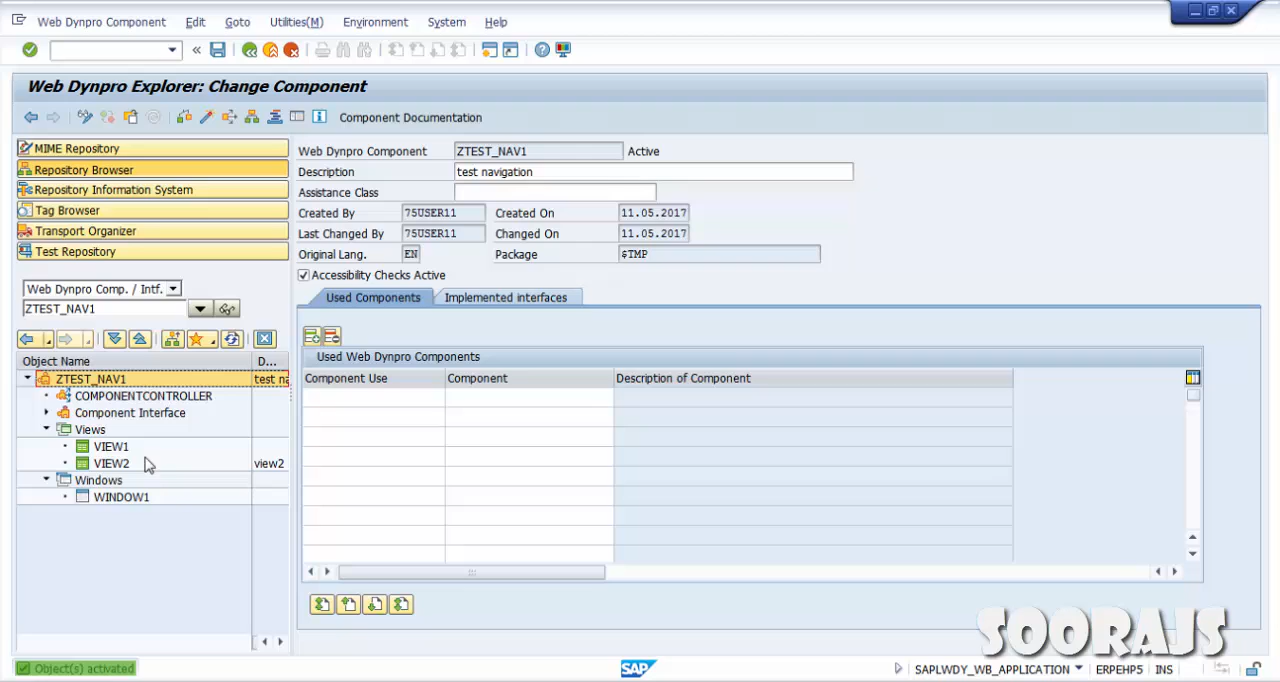 Web Dynpro Component Edit Goto Utilities(M) Environment System Help
Web Dynpro Explorer: Change Component
Component Documentation
MIME Repository
Repository Browser
Repository Information System
Tag Browser
Transport Organizer
Test Repository
Web Dynpro Comp. / Intf.
ZTEST_NAV1
Object Name D...
ZTEST_NAV1 test na
COMPONENTCONTROLLER
Component Interface
Views
VIEW1
VIEW2 view2
Windows
WINDOW1
Web Dynpro Component ZTEST_NAV1 Active
Description test navigation
Assistance Class
Created By 75USER11 Created On 11.05.2017
Last Changed By 75USER11 Changed On 11.05.2017
Original Lang. EN Package $TMP
Accessibility Checks Active
Used Components Implemented interfaces
Used Web Dynpro Components
Component Use Component Description of Component
SOORAJS
Object(s) activated
SAP
SAPLWDY_WB_APPLICATION ERPEHP5 INS